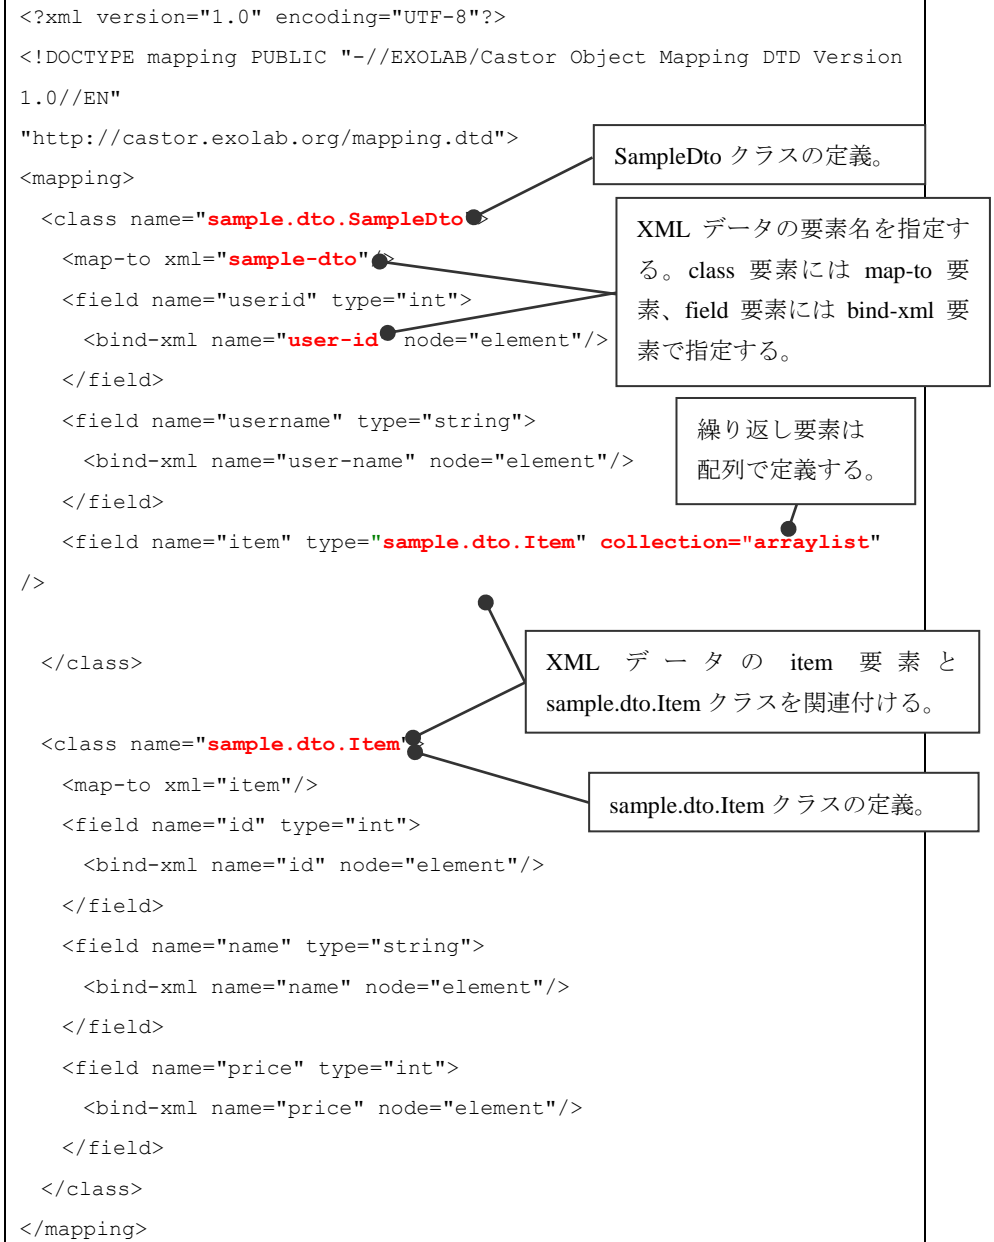 <?xml version="1.0" encoding="UTF-8"?>
<!DOCTYPE mapping PUBLIC "-//EXOLAB/Castor Object Mapping DTD Version
1.0//EN"
"http://castor.exolab.org/mapping.dtd">
SampleDto クラスの定義。
<mapping>
<class name="sample.dto.SampleDto">
XML データの要素名を指定す
る。class 要素には map-to 要
素、field 要素には bind-xml 要
素で指定する。
<map-to xml="sample-dto"/>
<field name="userid" type="int">
<bind-xml name="user-id" node="element"/>
</field>
<field name="username" type="string">
繰り返し要素は
配列で定義する。
<bind-xml name="user-name" node="element"/>
</field>
<field name="item" type="sample.dto.Item" collection="arraylist"
/>
XML データの item 要素と
sample.dto.Item クラスを関連付ける。
</class>
<class name="sample.dto.Item">
<map-to xml="item"/>
sample.dto.Item クラスの定義。
<field name="id" type="int">
<bind-xml name="id" node="element"/>
</field>
<field name="name" type="string">
<bind-xml name="name" node="element"/>
</field>
<field name="price" type="int">
<bind-xml name="price" node="element"/>
</field>
</class>
</mapping>